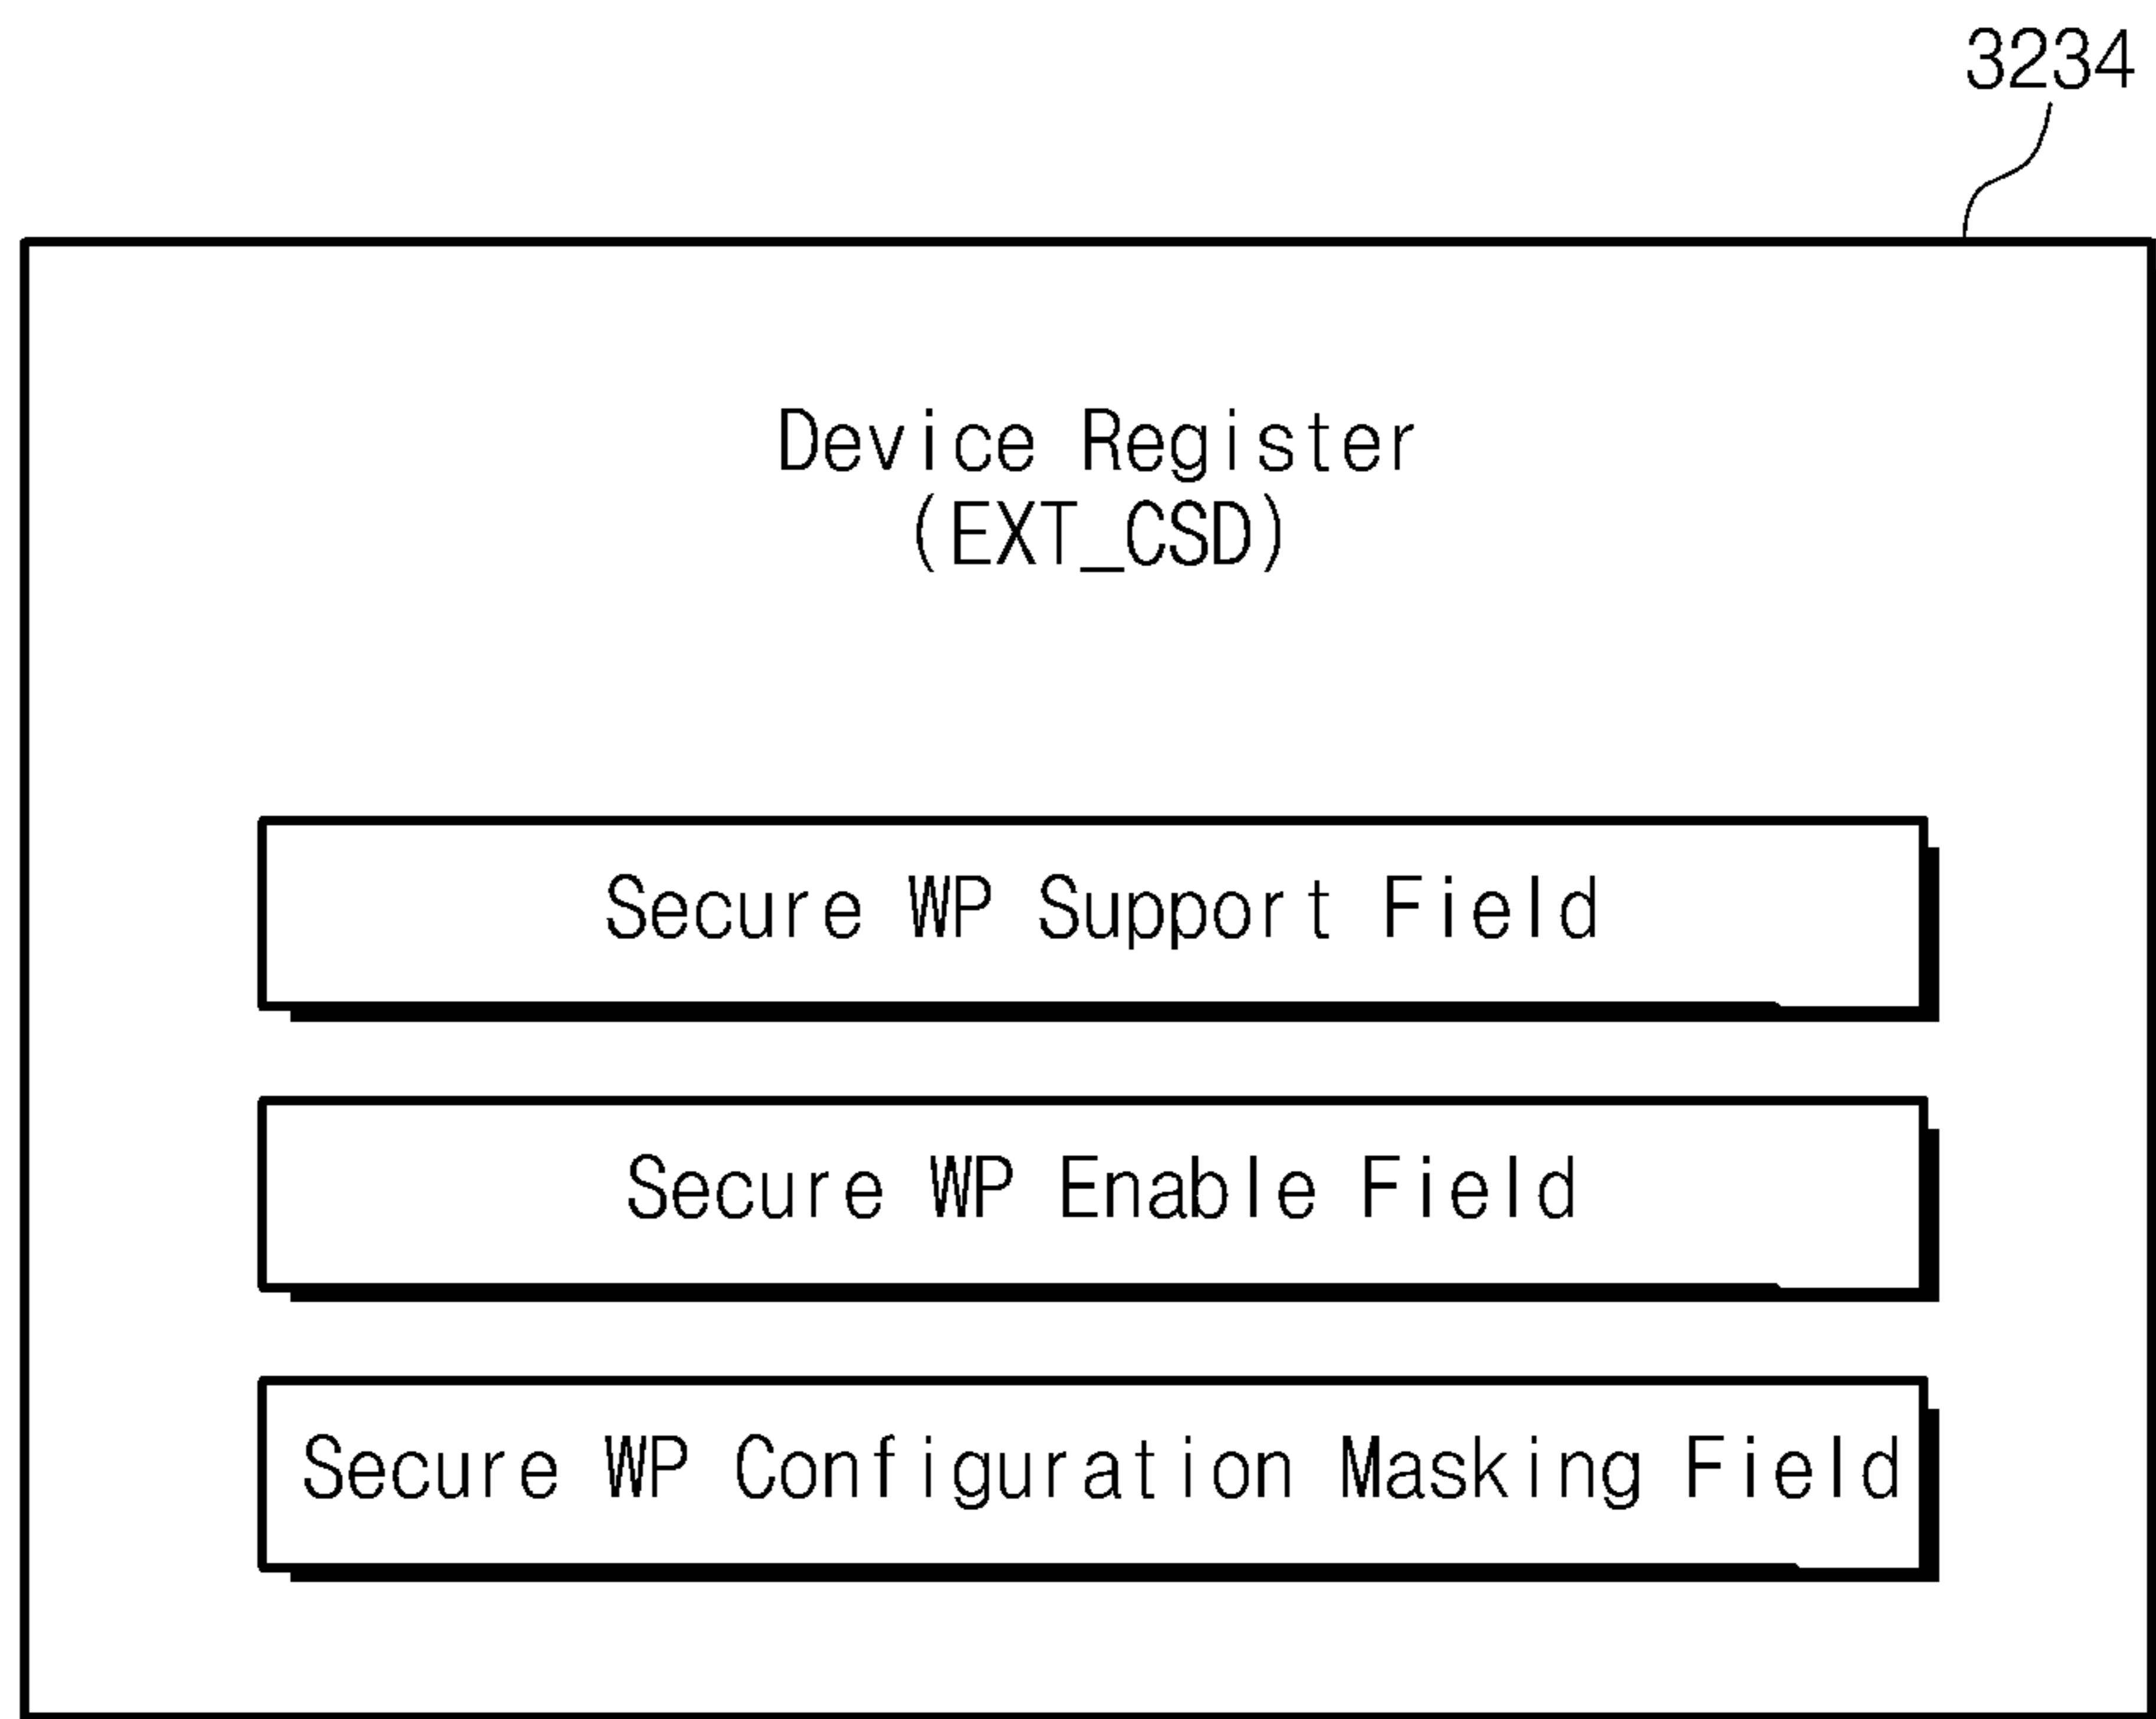 3234
Device Register
(EXT_CSD)
Secure WP Support Field
Secure WP Enable Field
Secure WP Configuration Masking Field